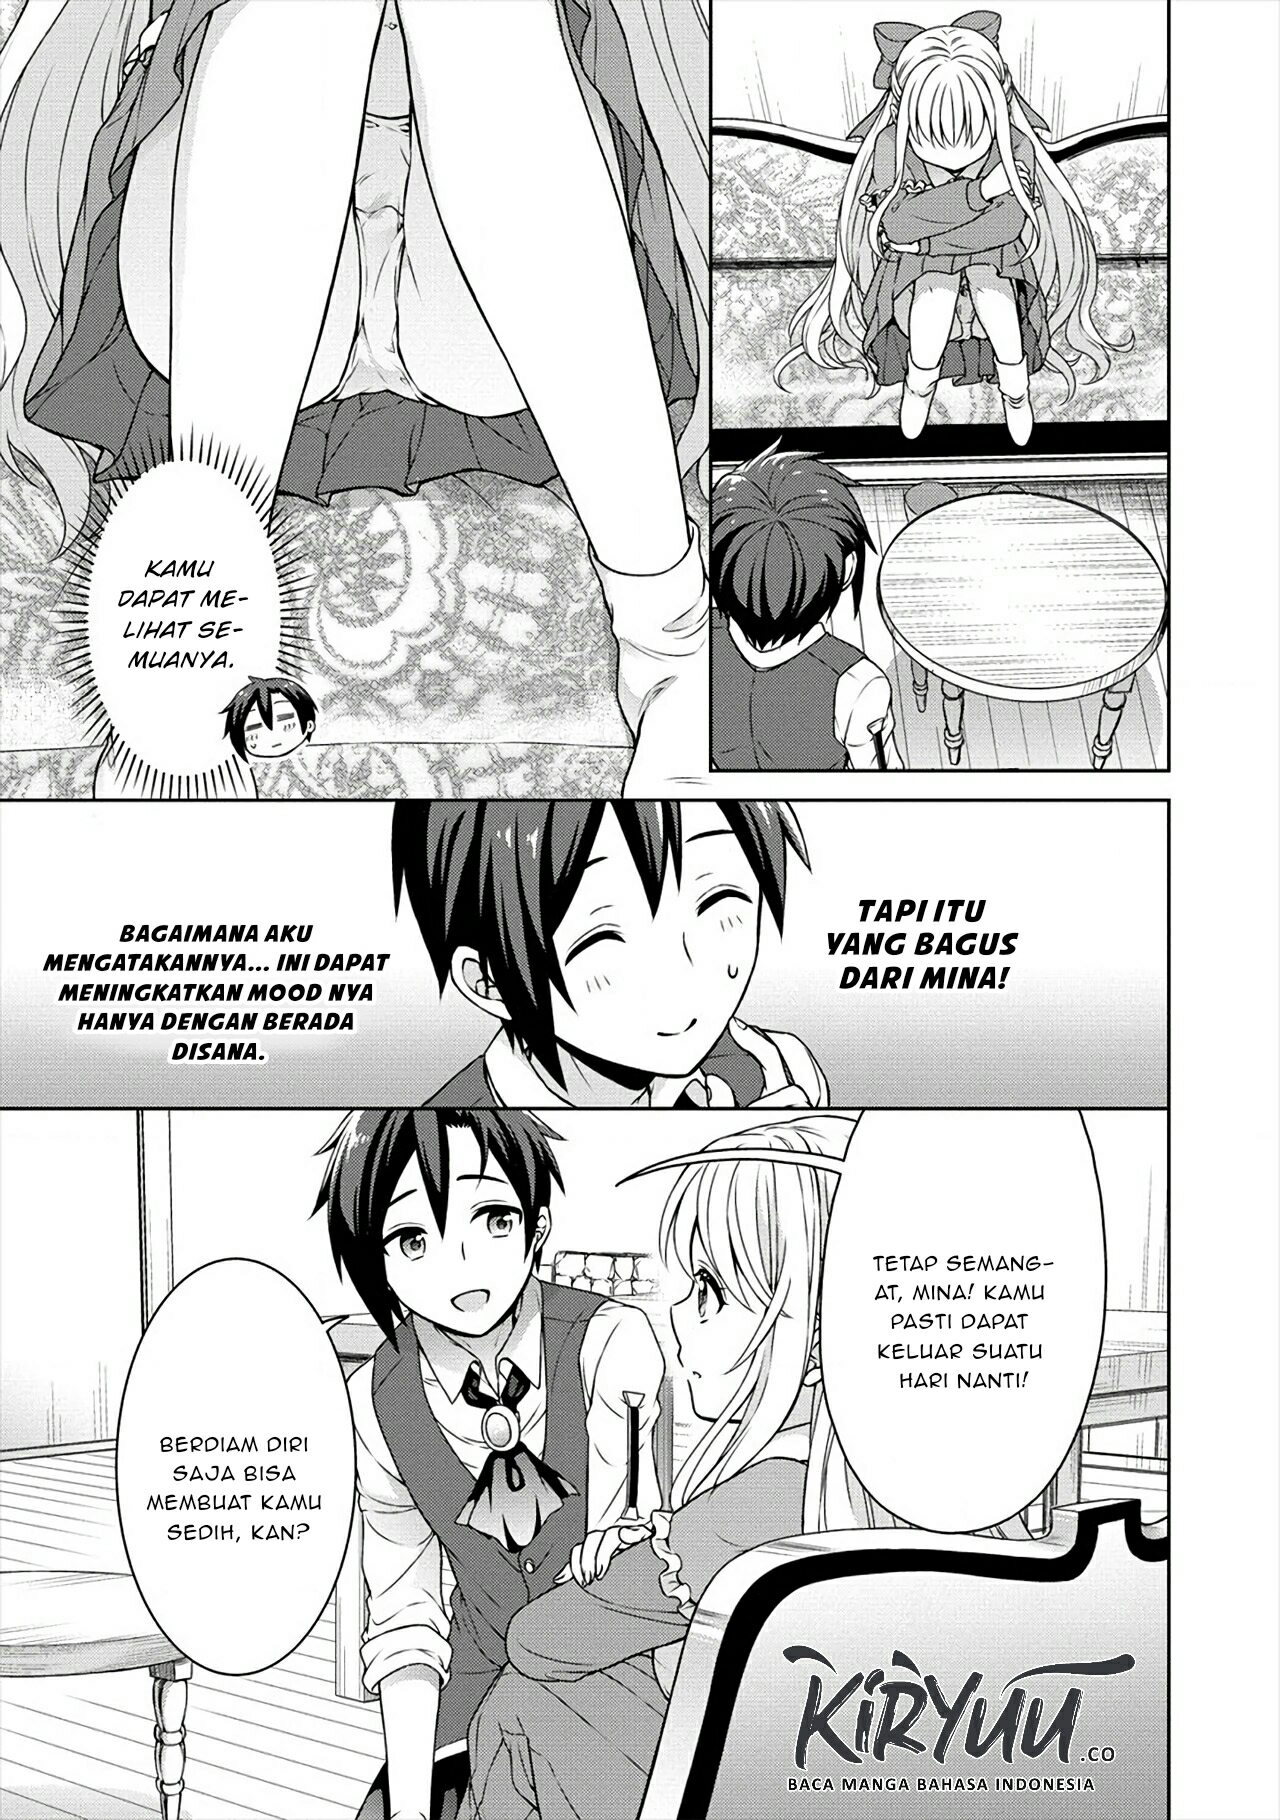 KAMU
DAPAT ME-
LIHAT SE-
MUANYA.
TAPI ITU
YANG BAGUS
DARI MINA!
BAGAIMANA AKU
MENGATAKANNYA... INI DAPAT
MENINGKATKAN MOOD NYA
HANYA DENGAN BERADA
DISANA.
TETAP SEMANG-
AT, MINA! KAMU
PASTI DAPAT
KELUAR SUATU
HARI NANTI!
BERDIAM DIRI
SAJA BISA
MEMBUAT KAMU
SEDIH, KAN?
KIRYUU.CO
BACA MANGA BAHASA INDONESIA